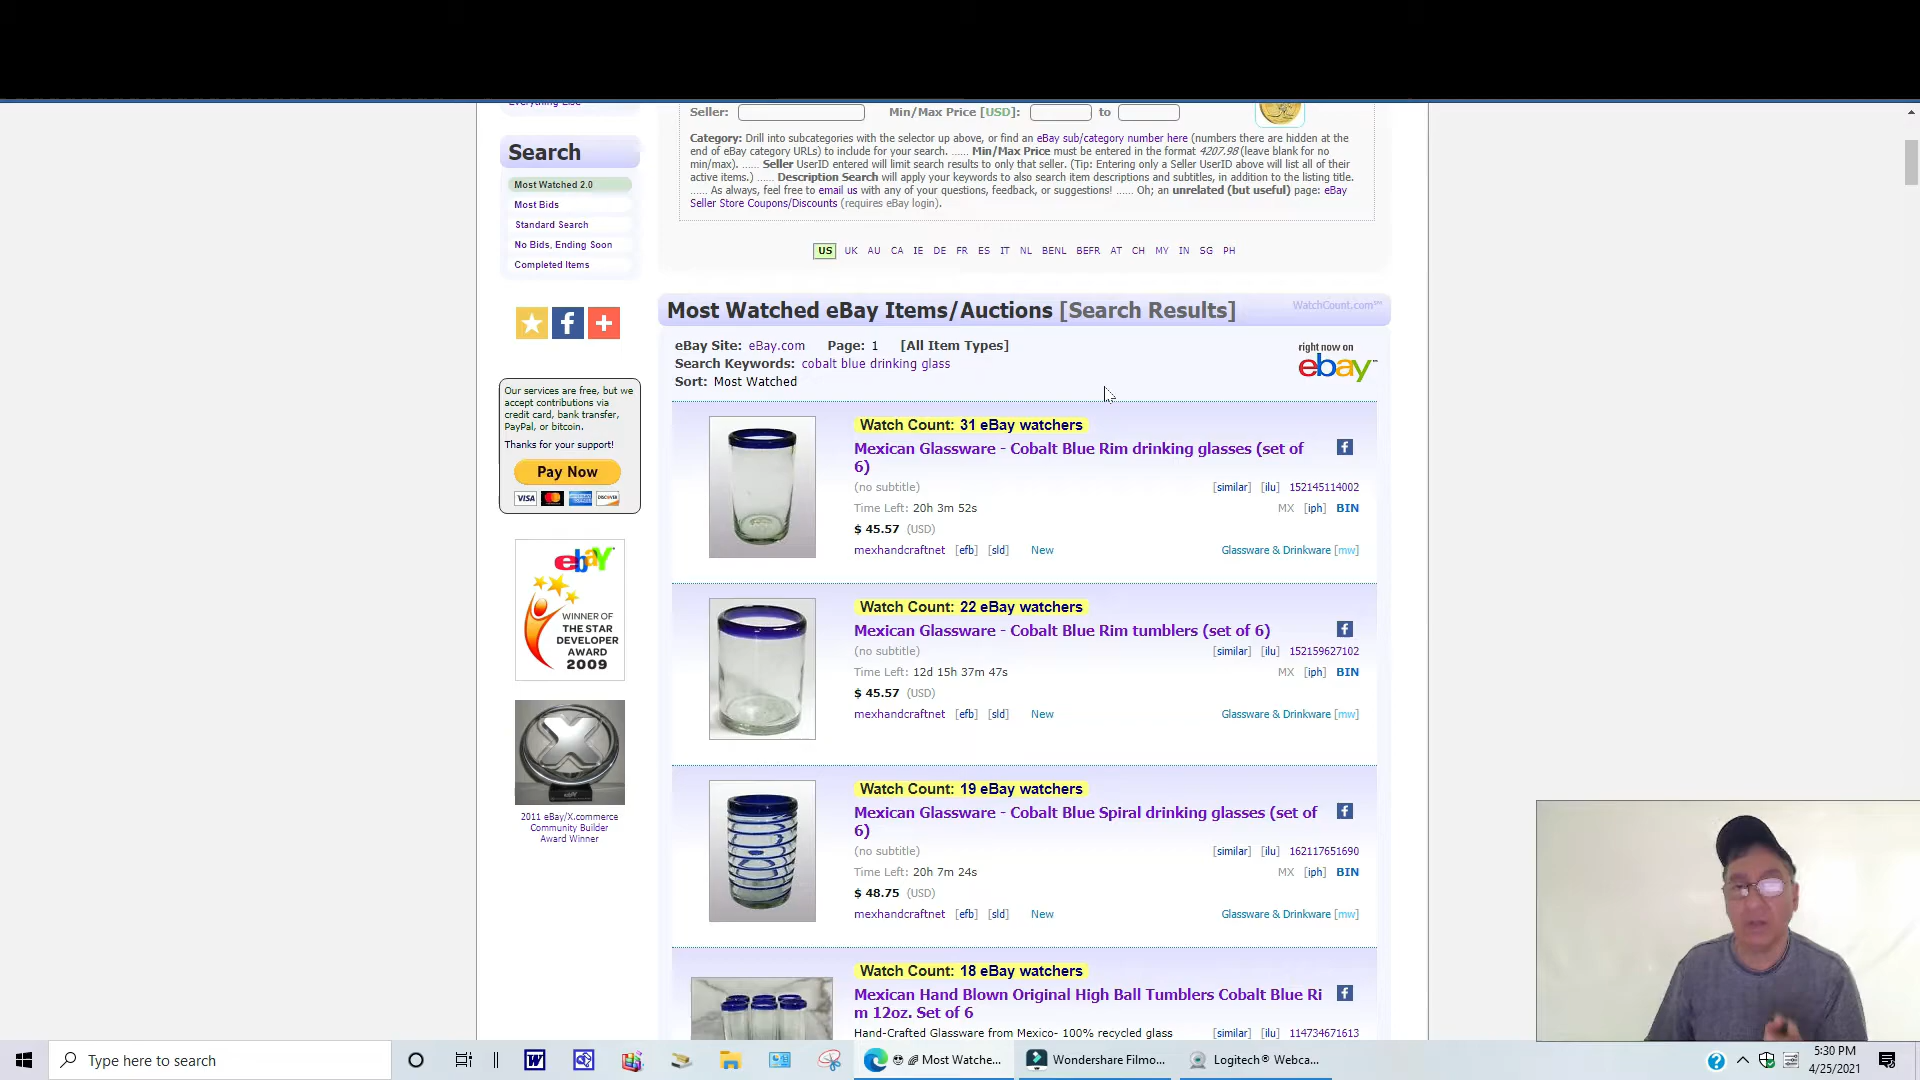 Everything Else
Seller:
Min/Max Price [USD]:
to
Category: Drill into subcategories with the selector up above, or find an eBay sub/category number here (numbers there are hidden at the
end of eBay category URLs) to include for your search. ...... Min/Max Price must be entered in the format 4207.98 (leave blank for no
min/max). ...... Seller UserID entered will limit search results to only that seller. (Tip: Entering only a Seller UserID above will list all of their
active items.) ...... Description Search will apply your keywords to also search item descriptions and subtitles, in addition to the listing title.
...... As always, feel free to email us with any of your questions, feedback, or suggestions! ...... Oh; an unrelated (but useful) page: eBay
Seller Store Coupons/Discounts (requires eBay login).
US UK AU CA IE DE FR ES IT NL BENL BEFR AT CH MY IN SG PH
Search
Most Watched 2.0
Most Bids
Standard Search
No Bids, Ending Soon
Completed Items
Our services are free, but we
accept contributions via
credit card, bank transfer,
PayPal, or bitcoin.
Thanks for your support!
Pay Now
VISA
DISCOVER
ebay
WINNER OF
THE STAR
DEVELOPER
AWARD
2009
2011 eBay/X.commerce
Community Builder
Award Winner
Most Watched eBay Items/Auctions [Search Results]
WatchCount.com℠
eBay Site: eBay.com Page: 1 [All Item Types]
Search Keywords: cobalt blue drinking glass
Sort: Most Watched
right now on
ebay
Watch Count: 31 eBay watchers
Mexican Glassware - Cobalt Blue Rim drinking glasses (set of
6)
(no subtitle) [similar] [ilu] 152145114002
Time Left: 20h 3m 52s MX [iph] BIN
$ 45.57 (USD)
mexhandcraftnet [efb] [sld] New Glassware & Drinkware [mw]
Watch Count: 22 eBay watchers
Mexican Glassware - Cobalt Blue Rim tumblers (set of 6)
(no subtitle) [similar] [ilu] 152159627102
Time Left: 12d 15h 37m 47s MX [iph] BIN
$ 45.57 (USD)
mexhandcraftnet [efb] [sld] New Glassware & Drinkware [mw]
Watch Count: 19 eBay watchers
Mexican Glassware - Cobalt Blue Spiral drinking glasses (set of
6)
(no subtitle) [similar] [ilu] 162117651690
Time Left: 20h 7m 24s MX [iph] BIN
$ 48.75 (USD)
mexhandcraftnet [efb] [sld] New Glassware & Drinkware [mw]
Watch Count: 18 eBay watchers
Mexican Hand Blown Original High Ball Tumblers Cobalt Blue Ri
m 12oz. Set of 6
Hand-Crafted Glassware from Mexico- 100% recycled glass [similar] [ilu] 114734671613
Type here to search
Most Watche...
Wondershare Filmo...
Logitech® Webca...
5:30 PM
4/25/2021